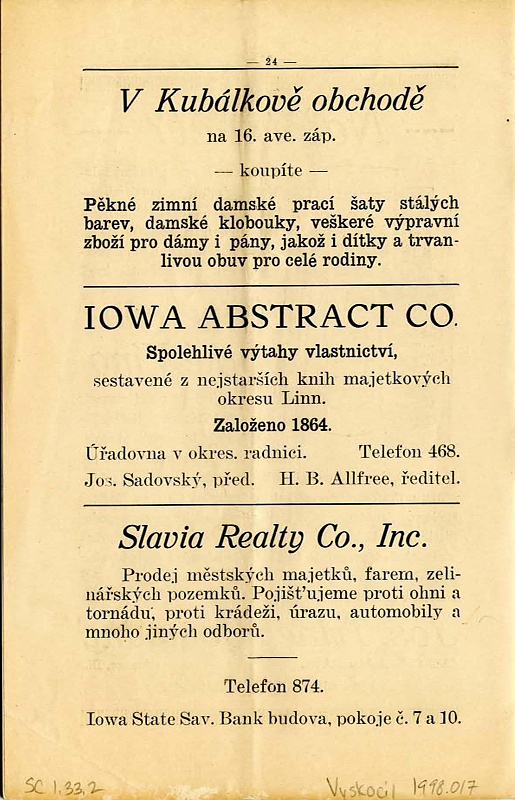 — 24 —
V Kubálkově obchodě
na 16. ave. záp.
— koupíte —
Pěkné zimní damské prací šaty stálých
barev, damské klobouky, veškeré výpravní
zboží pro dámy i pány, jakož i dítky a trvan-
livou obuv pro celé rodiny.
IOWA ABSTRACT CO.
Spolehlivé výtahy vlastnictví,
sestavené z nejstarších knih majetkových
okresu Linn.
Založeno 1864.
Úřadovna v okres. radnici. Telefon 468.
Jos. Sadovský, před. H. B. Allfree, ředitel.
Slavia Realty Co., Inc.
Prodej městských majetků, farem, zeli-
nářských pozemků. Pojišt'ujeme proti ohni a
tornádu, proti krádeži, úrazu, automobily a
mnoho jiných odborů.
Telefon 874.
Iowa State Sav. Bank budova, pokoje č. 7 a 10.
SC 1.33.2 Vyskocil 1998.017